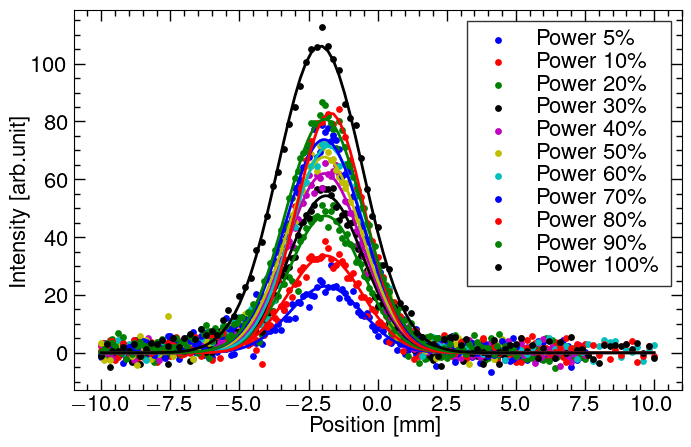 Intensity [arb.unit]
100
80
60
40
20
0
−10.0 −7.5 −5.0 −2.5 0.0 2.5 5.0 7.5 10.0
Position [mm]
Power 5%
Power 10%
Power 20%
Power 30%
Power 40%
Power 50%
Power 60%
Power 70%
Power 80%
Power 90%
Power 100%